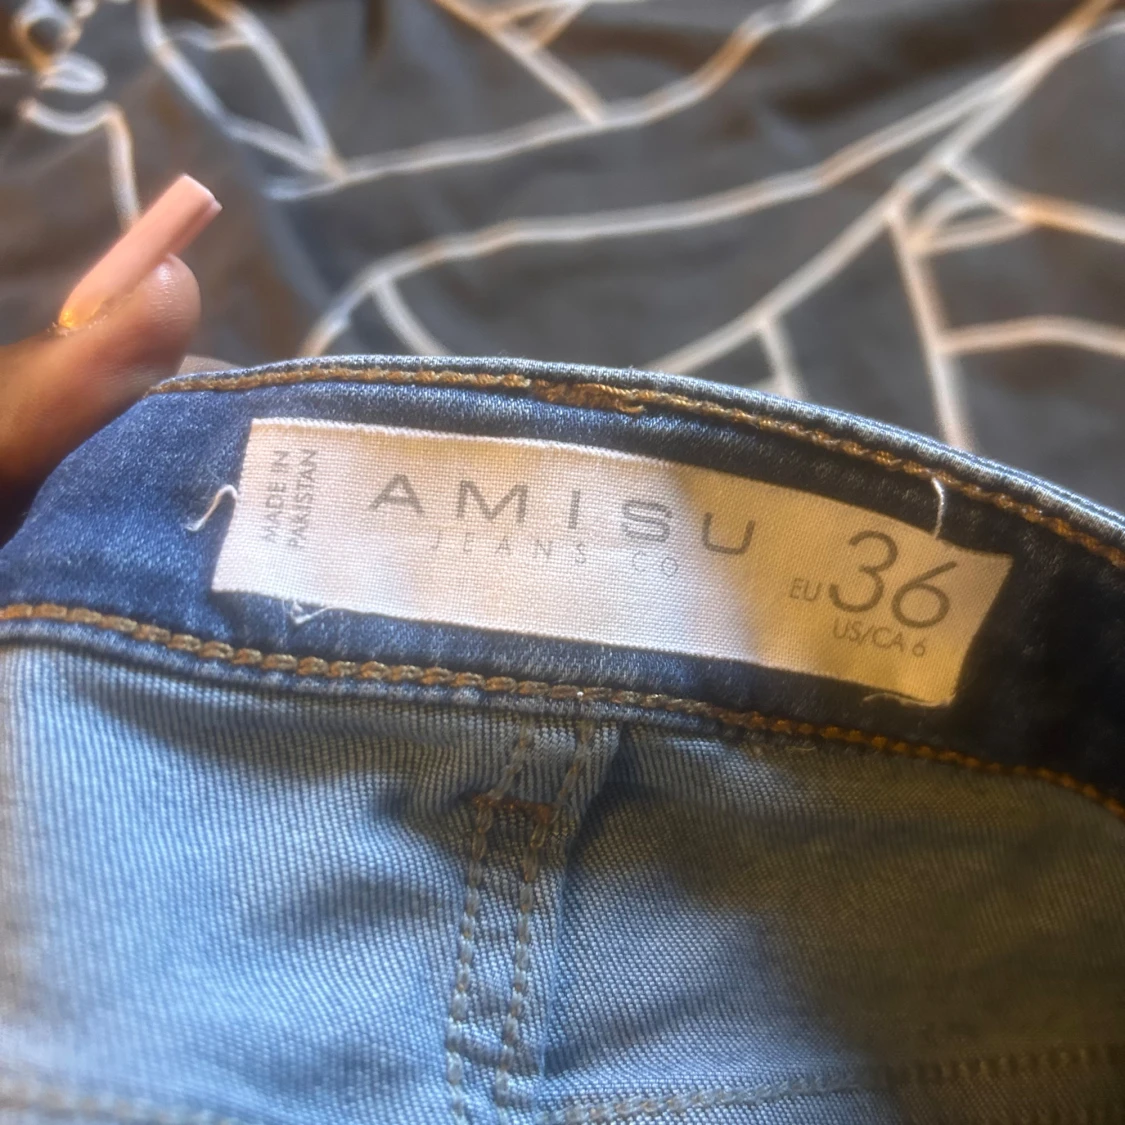 MADE IN
PAKISTAN
AMISU
JEANS CO
EU 36
US/CA 6